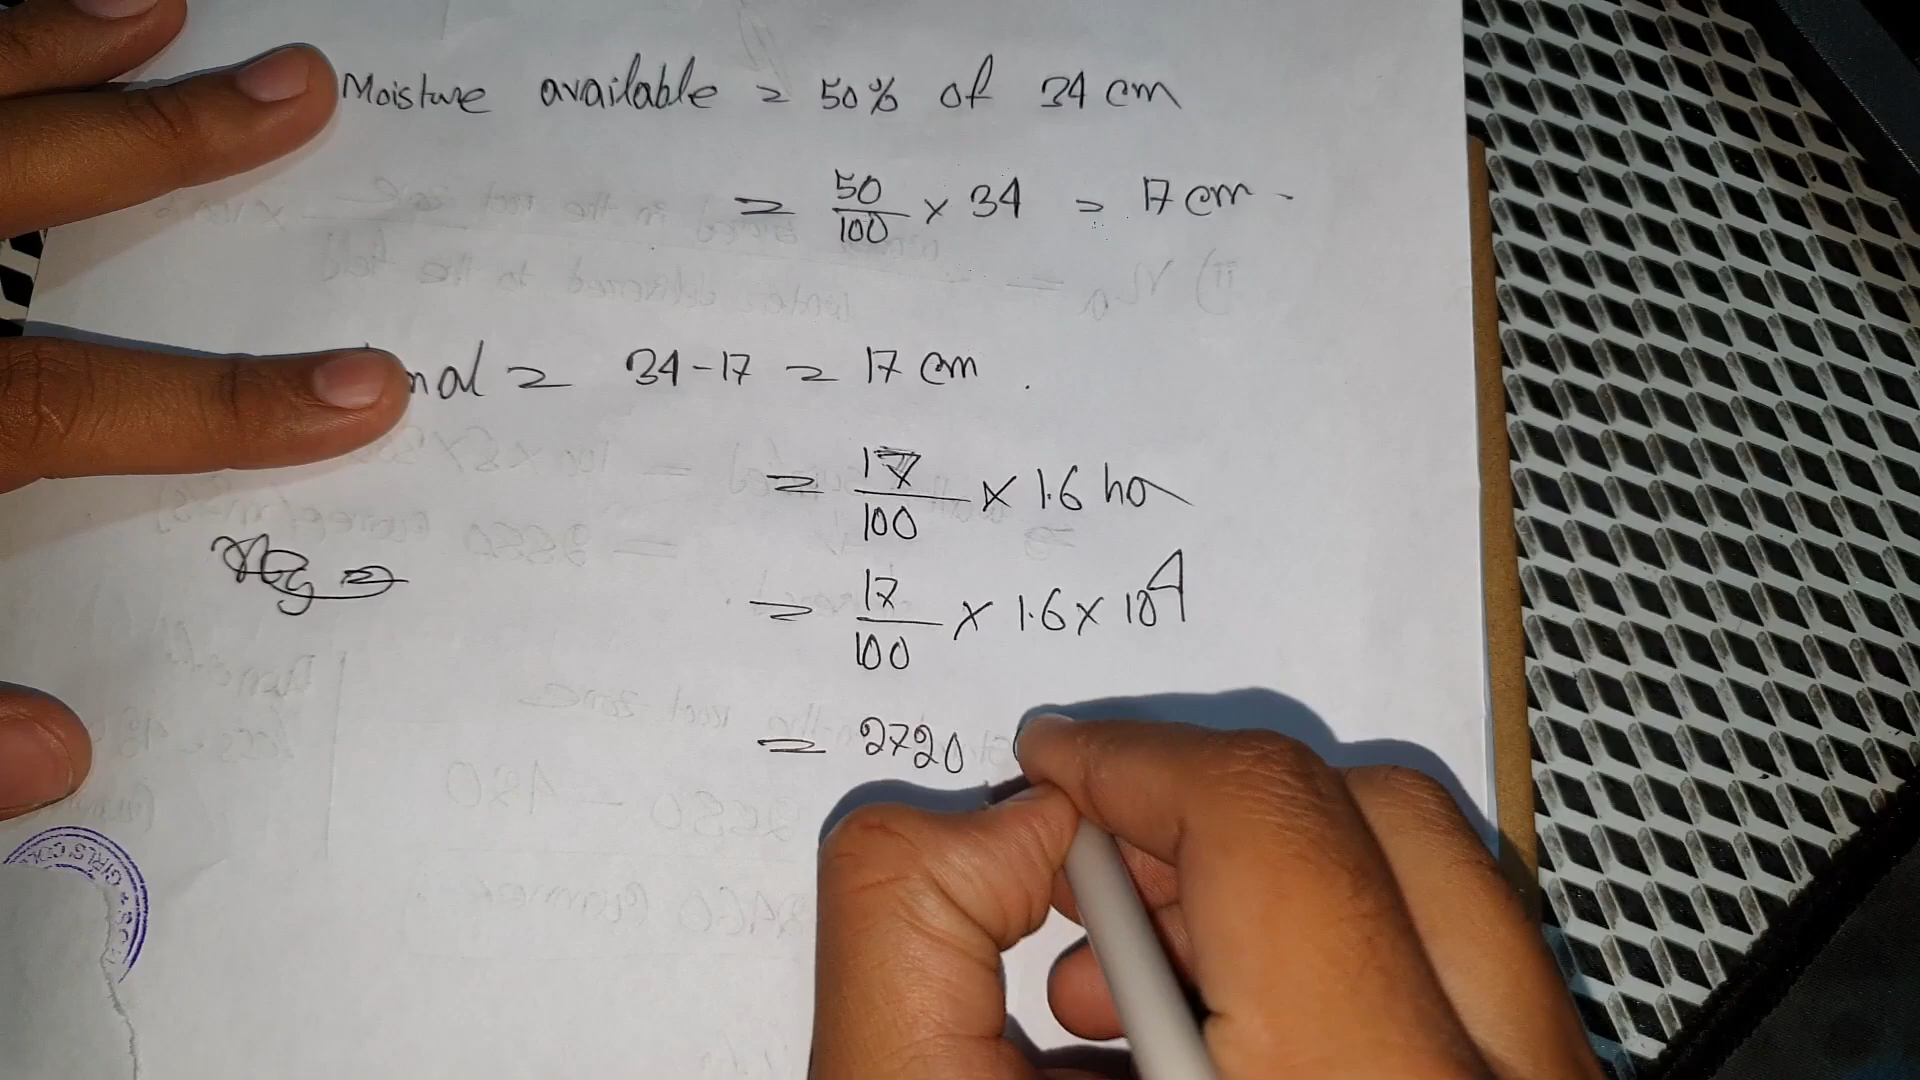 Moisture available = 50% of 34 cm
= 50/100 x 34 = 17 cm
= 34-17 = 17 cm
= 17/100 x 1.6 ha
= 17/100 x 1.6 x 10^4
= 2720
GIRLS'